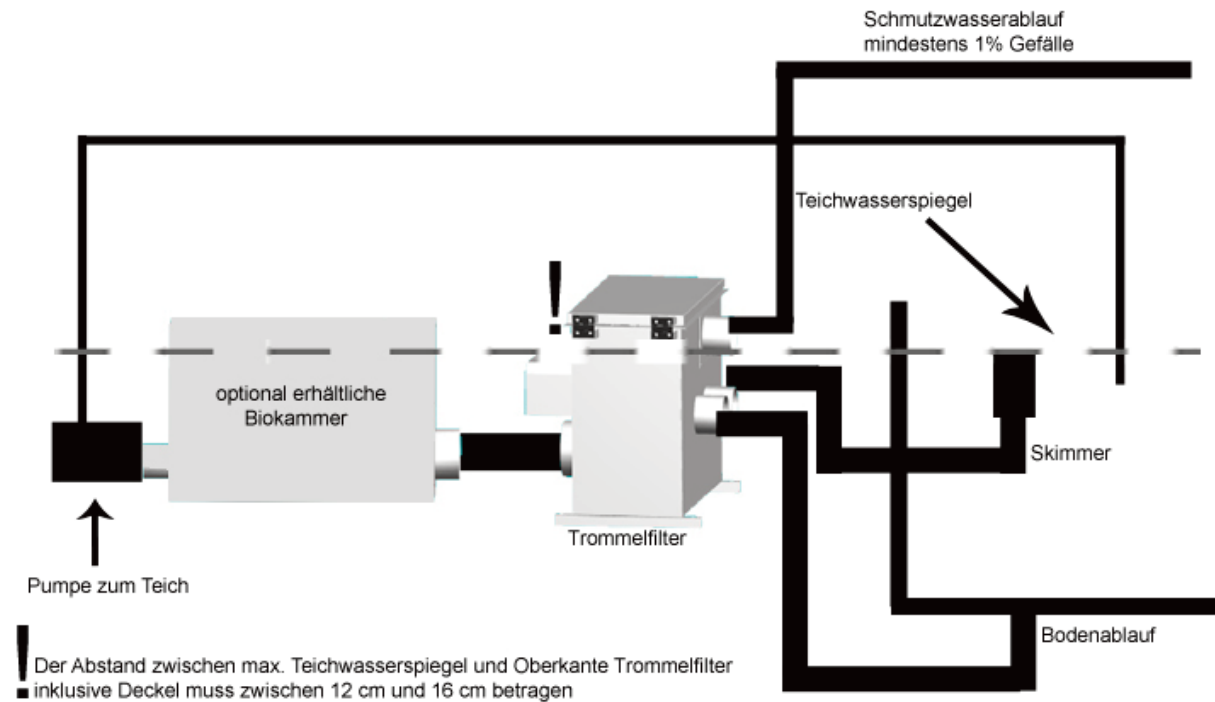 Schmutzwasserablauf
mindestens 1% Gefälle
Teichwasserspiegel
optional erhältliche
Biokammer
Skimmer
Trommelfilter
Pumpe zum Teich
Bodenablauf
! Der Abstand zwischen max. Teichwasserspiegel und Oberkante Trommelfilter
inklusive Deckel muss zwischen 12 cm und 16 cm betragen